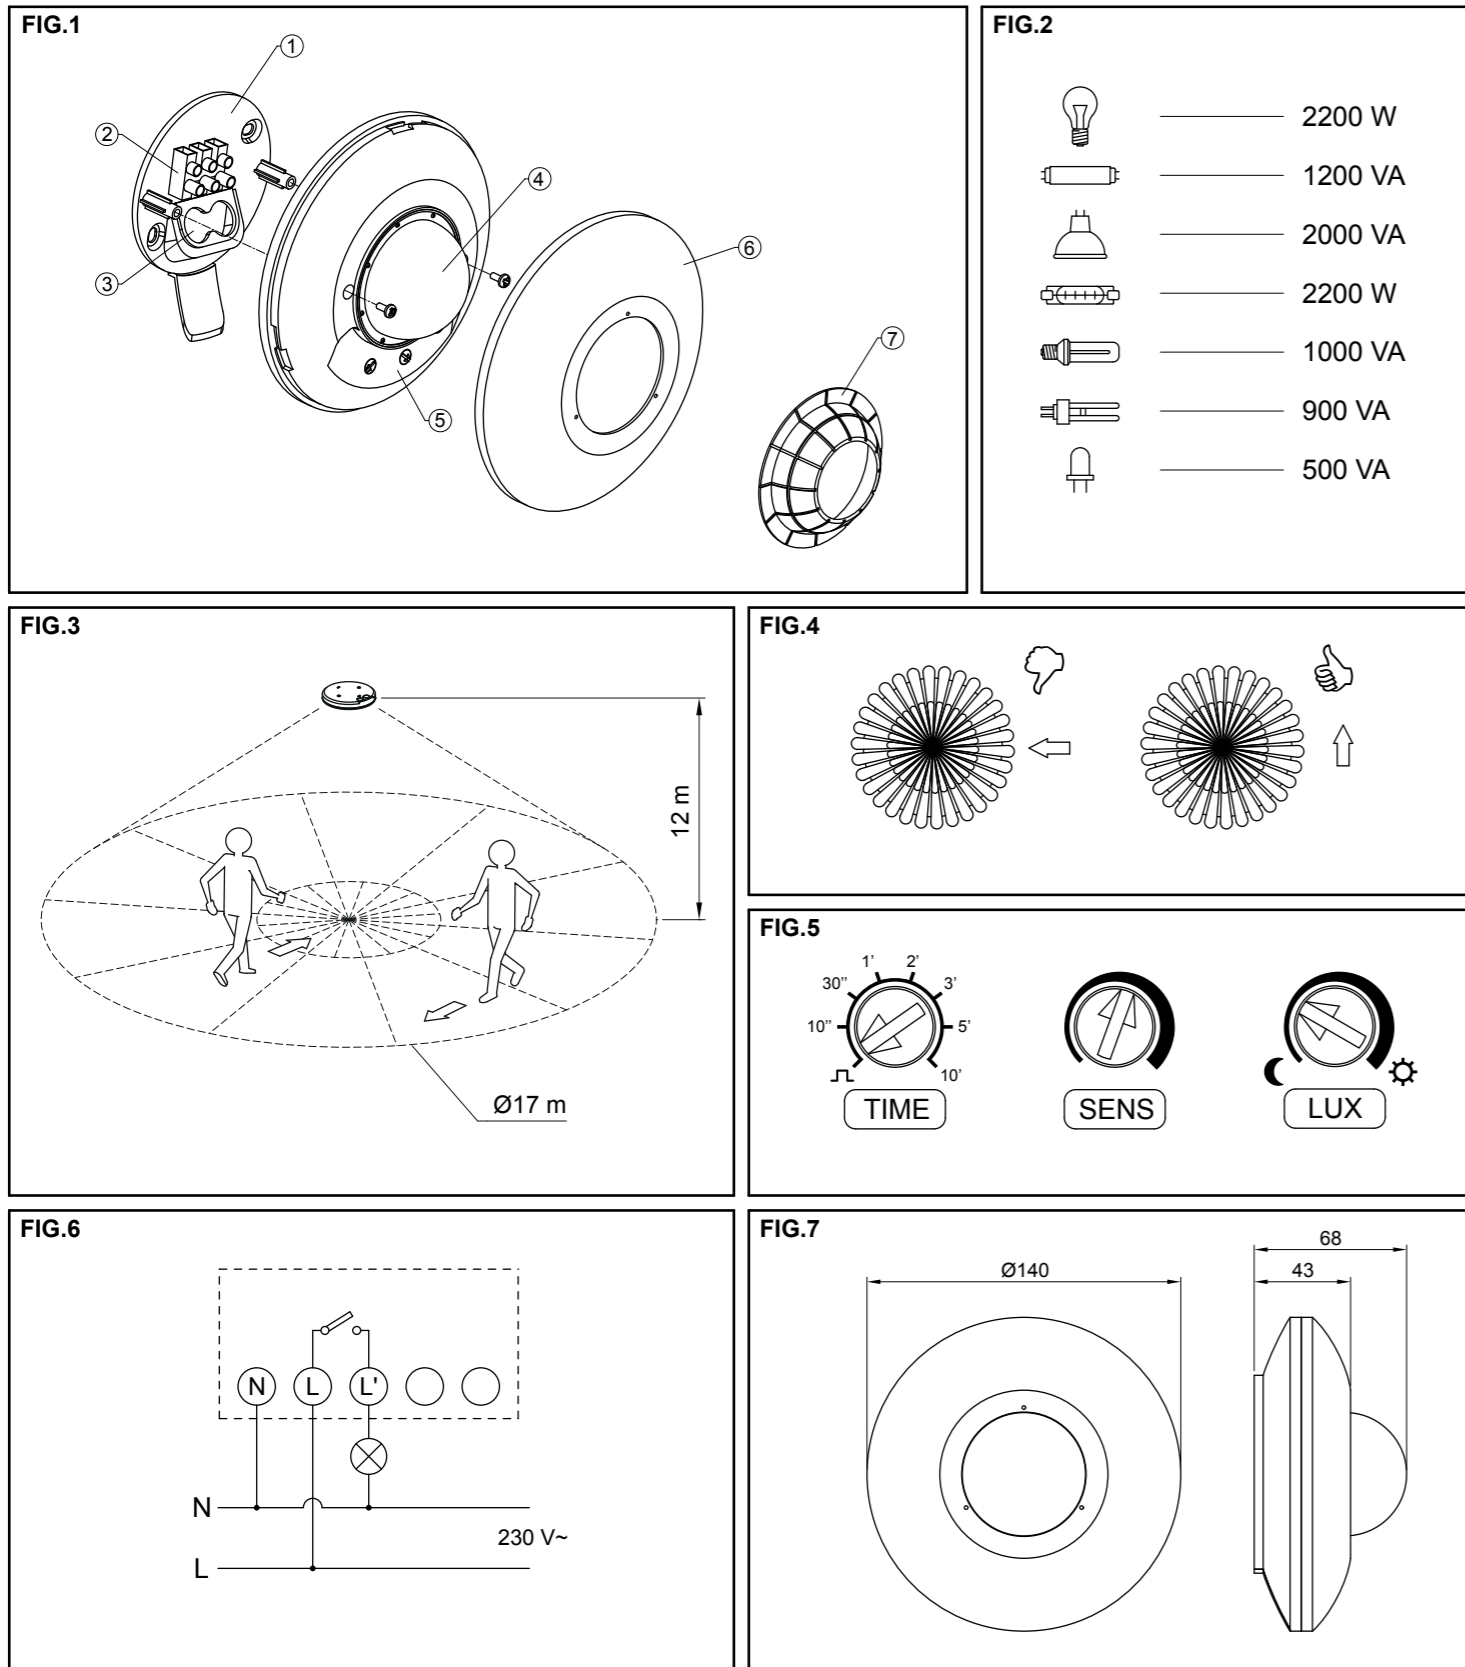 FIG.1
1
2
3
4
5
6
7
FIG.2
2200 W
1200 VA
2000 VA
2200 W
1000 VA
900 VA
500 VA
FIG.3
12 m
Ø17 m
FIG.4
FIG.5
10''
30''
1'
2'
3'
5'
10'
TIME
SENS
LUX
FIG.6
N L L'
N
230 V~
L
FIG.7
Ø140
68
43